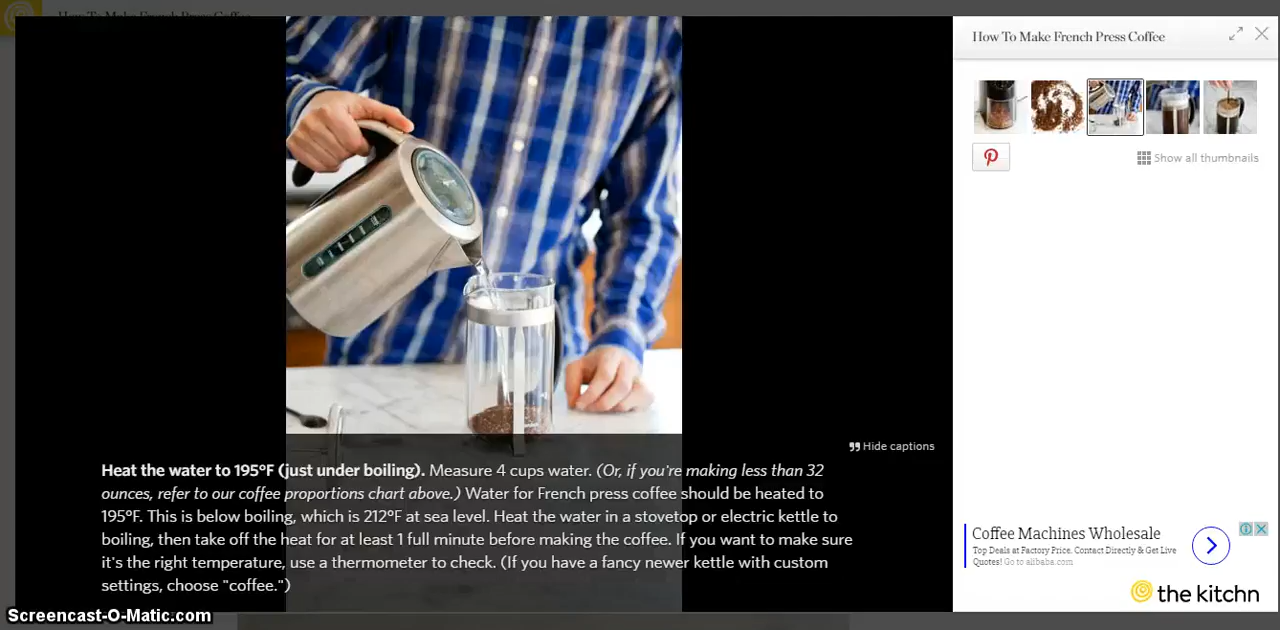 How To Make French Press Coffee
How To Make French Press Coffee
Show all thumbnails
Hide captions
Heat the water to 195°F (just under boiling). Measure 4 cups water. (Or, if you're making less than 32
ounces, refer to our coffee proportions chart above.) Water for French press coffee should be heated to
195°F. This is below boiling, which is 212°F at sea level. Heat the water in a stovetop or electric kettle to
boiling, then take off the heat for at least 1 full minute before making the coffee. If you want to make sure
it's the right temperature, use a thermometer to check. (If you have a fancy newer kettle with custom
settings, choose "coffee.")
Coffee Machines Wholesale
Top Deals at Factory Price. Contact Directly & Get Live
Quotes! Go to alibaba.com
the kitchn
Screencast-O-Matic.com